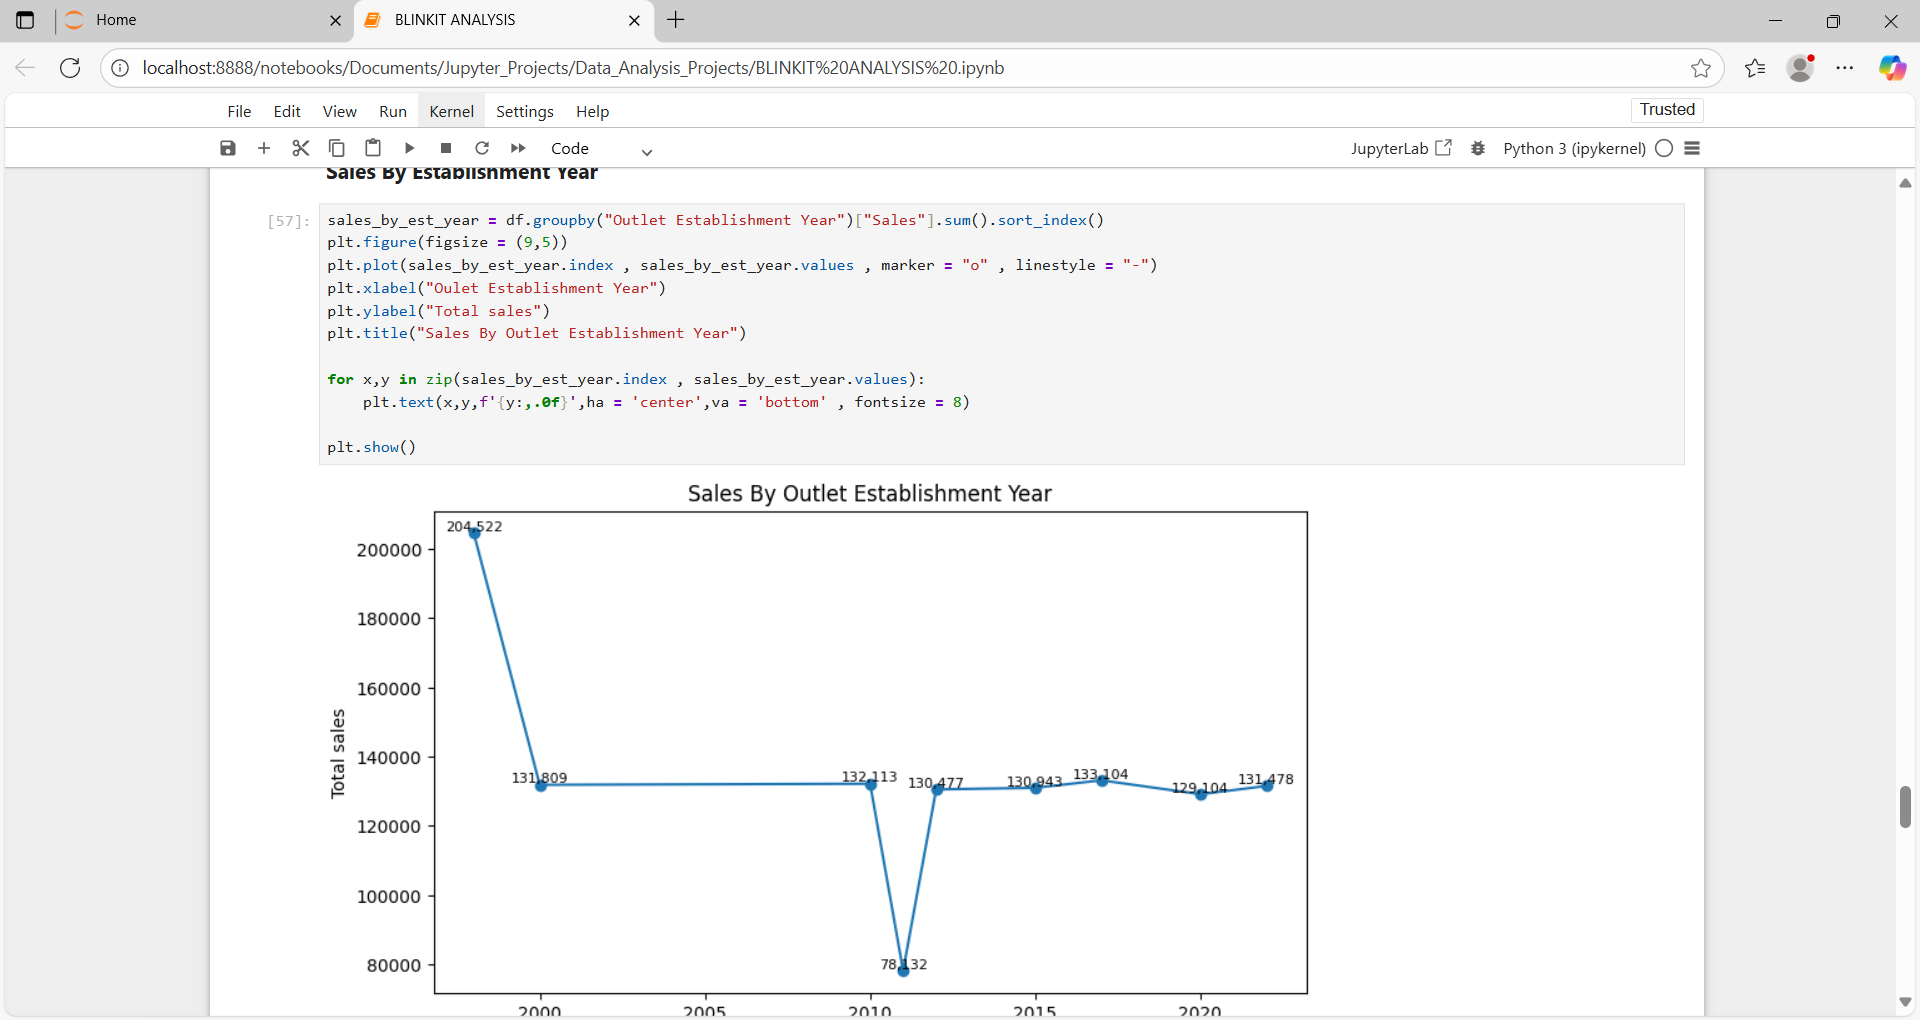 Home
BLINKIT ANALYSIS
localhost:8888/notebooks/Documents/Jupyter_Projects/Data_Analysis_Projects/BLINKIT%20ANALYSIS%20.ipynb
File Edit View Run Kernel Settings Help
Trusted
Code
JupyterLab
Python 3 (ipykernel)
Sales By Establishment Year
[57]:
sales_by_est_year = df.groupby("Outlet Establishment Year")["Sales"].sum().sort_index()
plt.figure(figsize = (9,5))
plt.plot(sales_by_est_year.index , sales_by_est_year.values , marker = "o" , linestyle = "-")
plt.xlabel("Oulet Establishment Year")
plt.ylabel("Total sales")
plt.title("Sales By Outlet Establishment Year")
for x,y in zip(sales_by_est_year.index , sales_by_est_year.values):
    plt.text(x,y,f'{y:,.0f}',ha = 'center',va = 'bottom' , fontsize = 8)
plt.show()
Sales By Outlet Establishment Year
Total sales
200000
180000
160000
140000
120000
100000
80000
204,522
131,809
132,113
78,132
130,477
130,943
133,104
129,104
131,478
2000 2005 2010 2015 2020